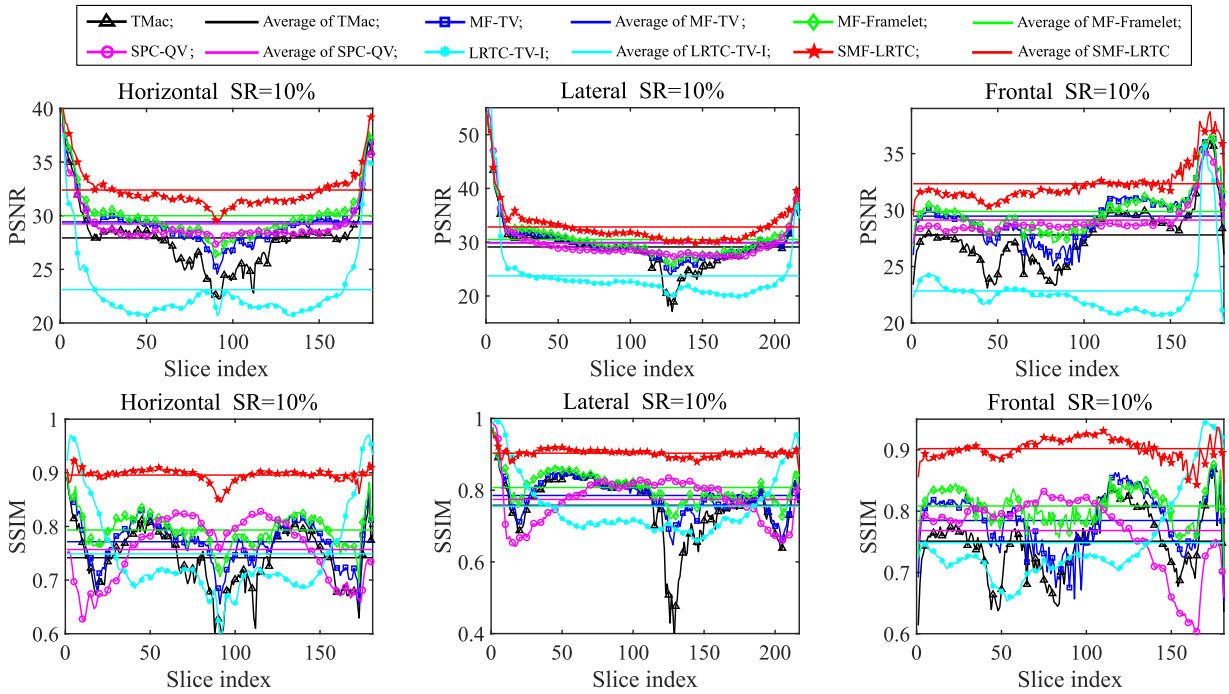 TMac; Average of TMac; MF-TV; Average of MF-TV; MF-Framelet; Average of MF-Framelet;
SPC-QV; Average of SPC-QV; LRTC-TV-I; Average of LRTC-TV-I; SMF-LRTC; Average of SMF-LRTC
Horizontal SR=10%
PSNR
40
35
30
25
20
0 50 100 150
Slice index
Lateral SR=10%
PSNR
50
40
30
20
0 50 100 150 200
Slice index
Frontal SR=10%
PSNR
40
35
30
25
20
0 50 100 150
Slice index
Horizontal SR=10%
SSIM
1
0.9
0.8
0.7
0.6
0 50 100 150
Slice index
Lateral SR=10%
SSIM
1
0.8
0.6
0.4
0 50 100 150 200
Slice index
Frontal SR=10%
SSIM
0.9
0.8
0.7
0.6
0 50 100 150
Slice index